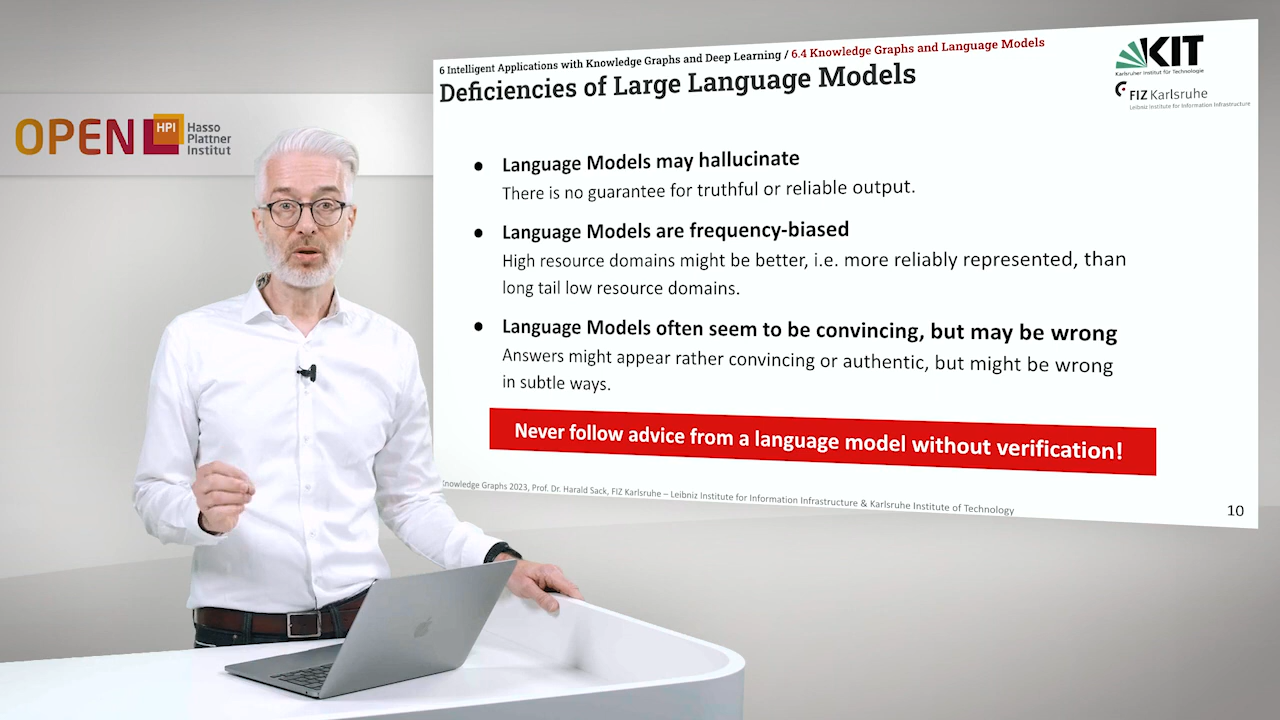 6 Intelligent Applications with Knowledge Graphs and Deep Learning / 6.4 Knowledge Graphs and Language Models
Deficiencies of Large Language Models
KIT
Karlsruher Institut für Technologie
FIZ Karlsruhe
Leibniz Institute for Information Infrastructure
OPEN HPI Hasso
Plattner
Institut
● Language Models may hallucinate
There is no guarantee for truthful or reliable output.
● Language Models are frequency-biased
High resource domains might be better, i.e. more reliably represented, than
long tail low resource domains.
● Language Models often seem to be convincing, but may be wrong
Answers might appear rather convincing or authentic, but might be wrong
in subtle ways.
Never follow advice from a language model without verification!
Knowledge Graphs 2023, Prof. Dr. Harald Sack, FIZ Karlsruhe – Leibniz Institute for Information Infrastructure & Karlsruhe Institute of Technology
10